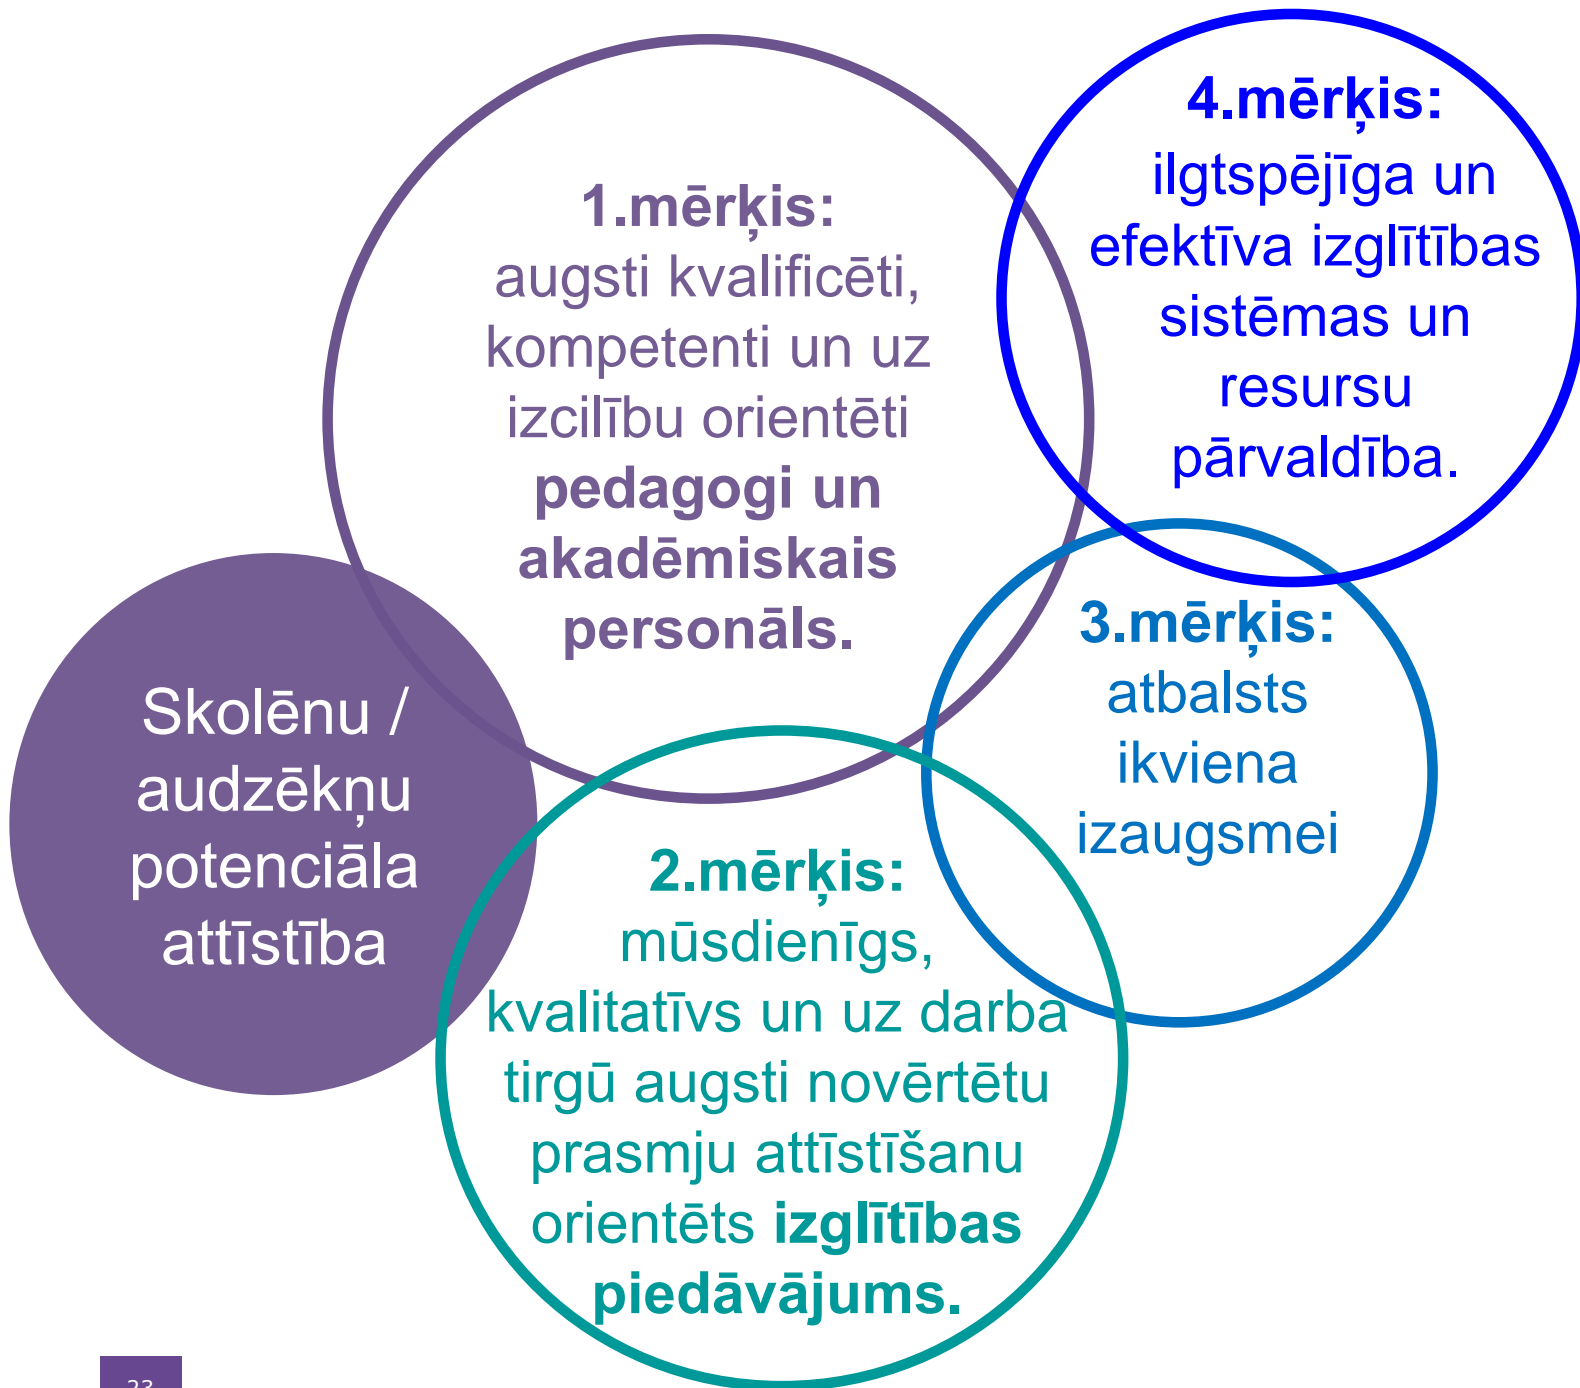 1.mērķis:
augsti kvalificēti,
kompetenti un uz
izcilību orientēti
pedagogi un
akadēmiskais
personāls.
4.mērķis:
ilgtspējīga un
efektīva izglītības
sistēmas un
resursu
pārvaldība.
3.mērķis:
atbalsts
ikviena
izaugsmei
Skolēnu /
audzēkņu
potenciāla
attīstība
2.mērķis:
mūsdienīgs,
kvalitatīvs un uz darba
tirgū augsti novērtētu
prasmju attīstīšanu
orientēts izglītības
piedāvājums.
23